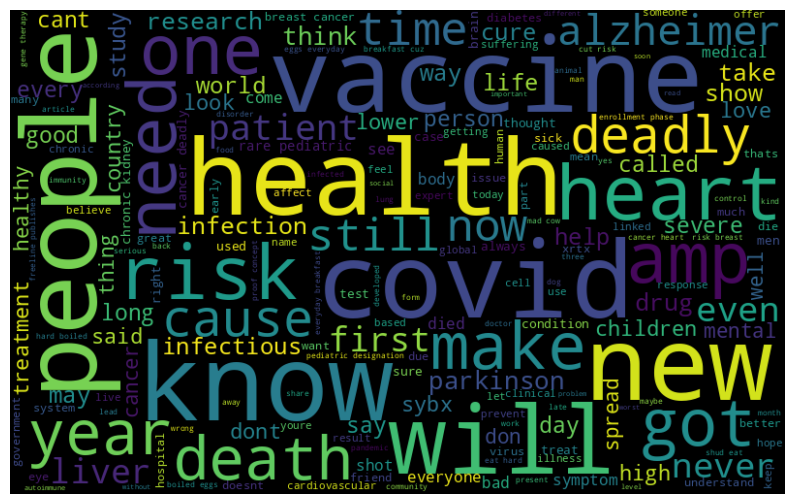 cant
research
breast cancer
time
cure
diabetes
someone
offer
alzheimer
gene therapy
study
one
think
eggs everyday
breakfast cuz
brain
suffering
cut risk
soon
different
medical
every
many
article
according
world
look
come
vaccine
way
life
animal
important
man
read
take
show
people
need
disorder
patient
lower
person
getting
thought
caused
human
sick
mean
enrollment phase
yes
love
thats
good
country
chronic
immunity
food
rare pediatric
cancer deadly
see
case
deadly
called
control
kind
healthy
chronic kidney
nearly
health
feel
social
infected
body
lung
issue
expert
today
part
heart
much
die
men
believe
thing
affect
infection
still
now
help
severe
linked
cancer heart
risk breast
freeline publishes
great
back
used
name
global
always
mad cow
xrtx
three
response
serious
right
proof concept
everyday breakfast
test
developed
covid
cell
dog
use
drug
amp
well
treatment
risk
long
cause
form
based
died
condition
doctor
children
even
mental
hard boiled
said
infectious
want
first
make
due
pediatric designation
sure
may
cancer
know
away
share
parkinson
let
clinical
problem
late
worst
maybe
new
month
better
government
system
live
lead
year
wrong
youre
dont
say
sybx
don
prevent
work
will
day
spread
got
hope
shud eat
liver
eye
hospital
death
result
pandemic
shot
virus
treat
illness
eat hard
never
keep
autoimmune
without
boiled eggs
doesnt
cardiovascular
friend
community
everyone
bad
present
symptom
high
level
understand